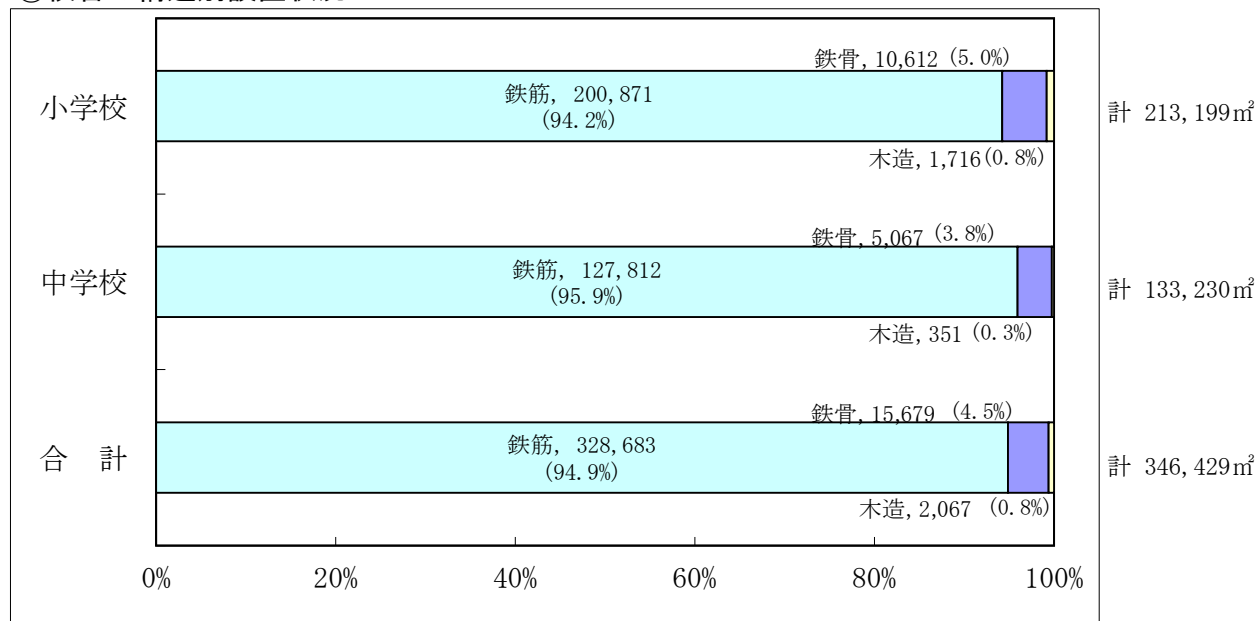 鉄骨, 10,612 (5.0%)
小学校
鉄筋, 200,871
(94.2%)
計 213,199㎡
木造, 1,716(0.8%)
鉄骨, 5,067 (3.8%)
中学校
鉄筋, 127,812
(95.9%)
計 133,230㎡
木造, 351 (0.3%)
鉄骨, 15,679 (4.5%)
合 計
鉄筋, 328,683
(94.9%)
計 346,429㎡
木造, 2,067 (0.8%)
0% 20% 40% 60% 80% 100%